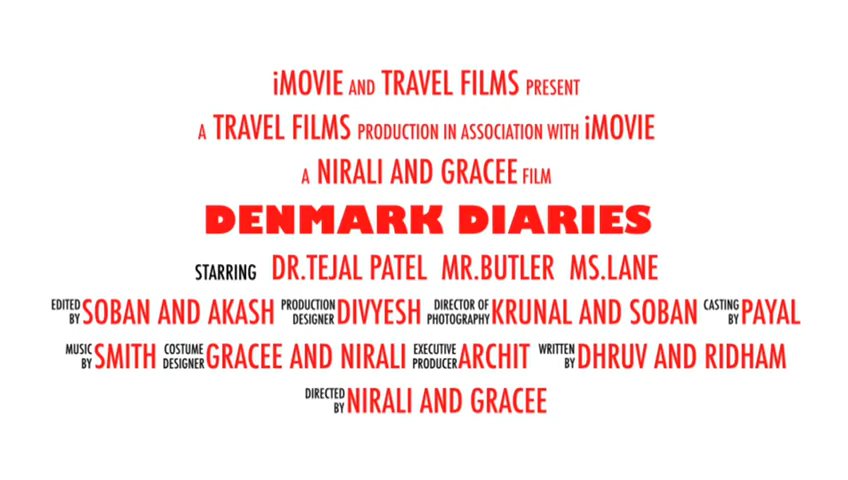 iMOVIE AND TRAVEL FILMS PRESENT
A TRAVEL FILMS PRODUCTION IN ASSOCIATION WITH iMOVIE
A NIRALI AND GRACEE FILM
DENMARK DIARIES
STARRING DR.TEJAL PATEL MR.BUTLER MS.LANE
EDITED BY SOBAN AND AKASH PRODUCTION DESIGNER DIVYESH DIRECTOR OF PHOTOGRAPHY KRUNAL AND SOBAN CASTING BY PAYAL
MUSIC BY SMITH COSTUME DESIGNER GRACEE AND NIRALI EXECUTIVE PRODUCER ARCHIT WRITTEN BY DHRUV AND RIDHAM
DIRECTED BY NIRALI AND GRACEE